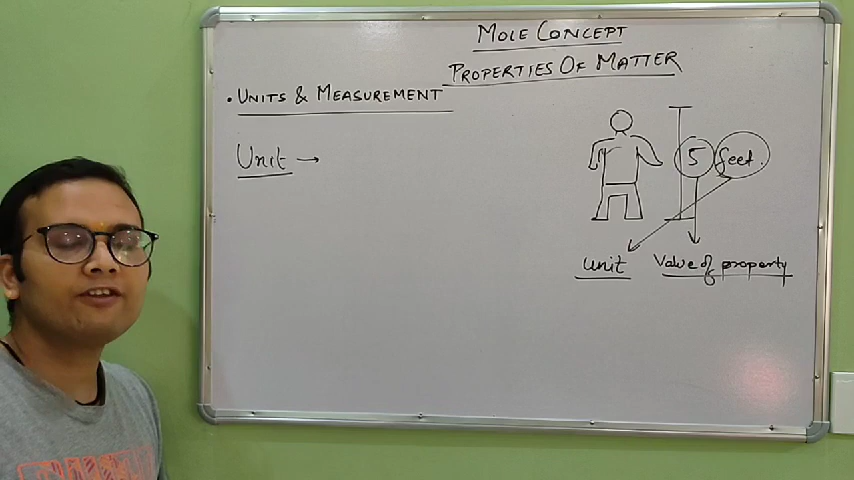 MOLE CONCEPT
PROPERTIES OF MATTER
• UNITS & MEASUREMENT
Unit →
5 feet.
unit
Value of property